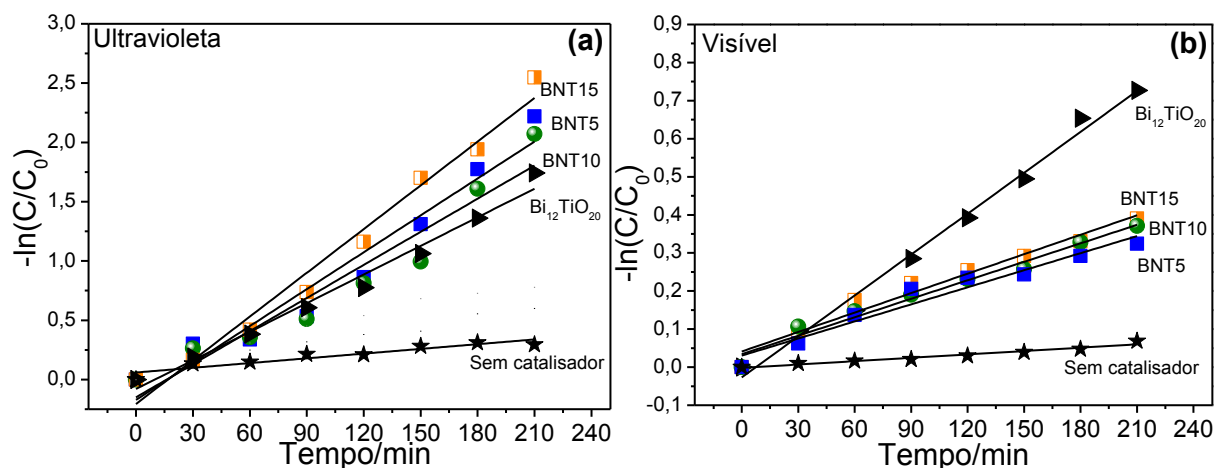 Ultravioleta
(a)
3,0
2,5
2,0
1,5
1,0
0,5
0,0
-ln(C/C₀)
BNT15
BNT5
BNT10
Bi₁₂TiO₂₀
Sem catalisador
0 30 60 90 120 150 180 210 240
Tempo/min
Visível
(b)
0,9
0,8
0,7
0,6
0,5
0,4
0,3
0,2
0,1
0,0
-0,1
-ln(C/C₀)
Bi₁₂TiO₂₀
BNT15
BNT10
BNT5
Sem catalisador
0 30 60 90 120 150 180 210 240
Tempo/min